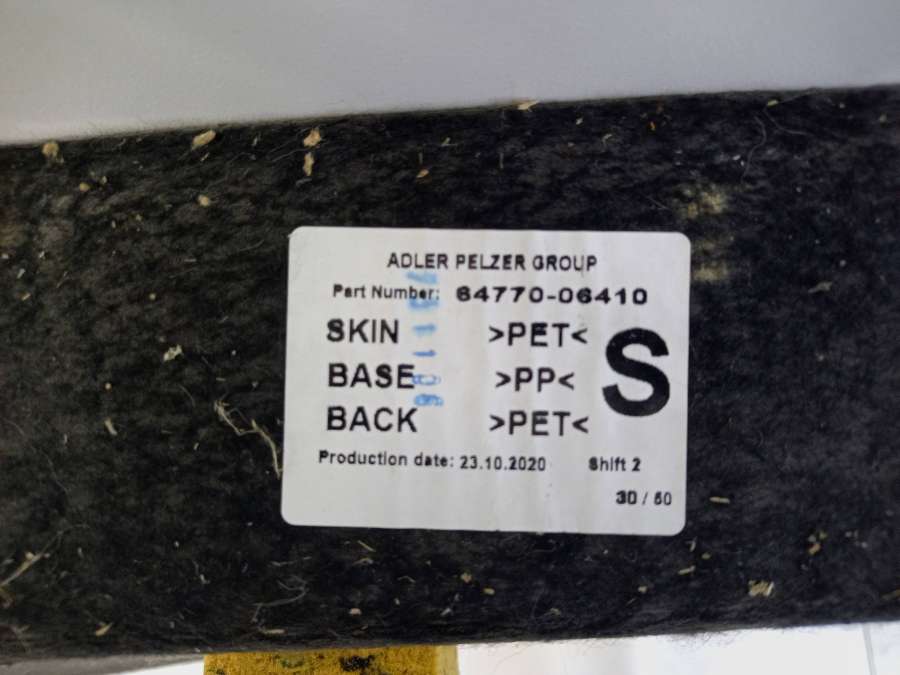 ADLER PELZER GROUP
Part Number: 64770-06410
SKIN >PET<
BASE >PP<
BACK >PET<
S
Production date: 23.10.2020 Shift 2
30 / 50